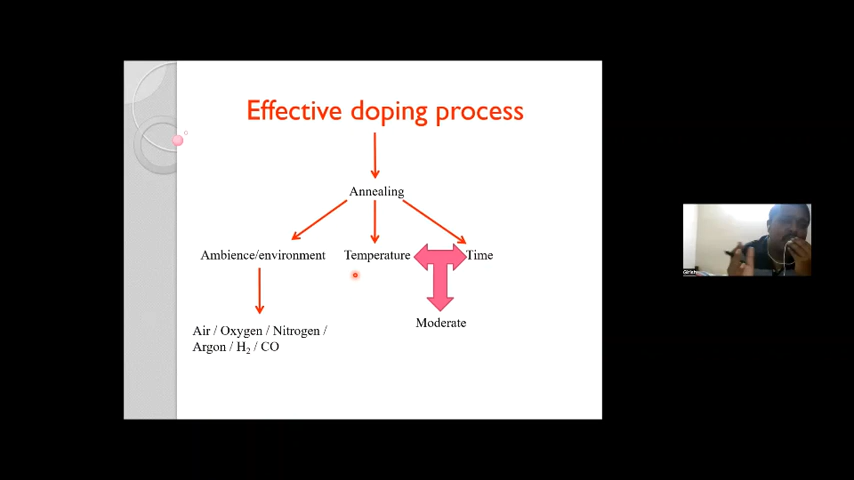 Effective doping process
Annealing
Ambience/environment
Temperature
Time
Moderate
Air / Oxygen / Nitrogen /
Argon / H₂ / CO